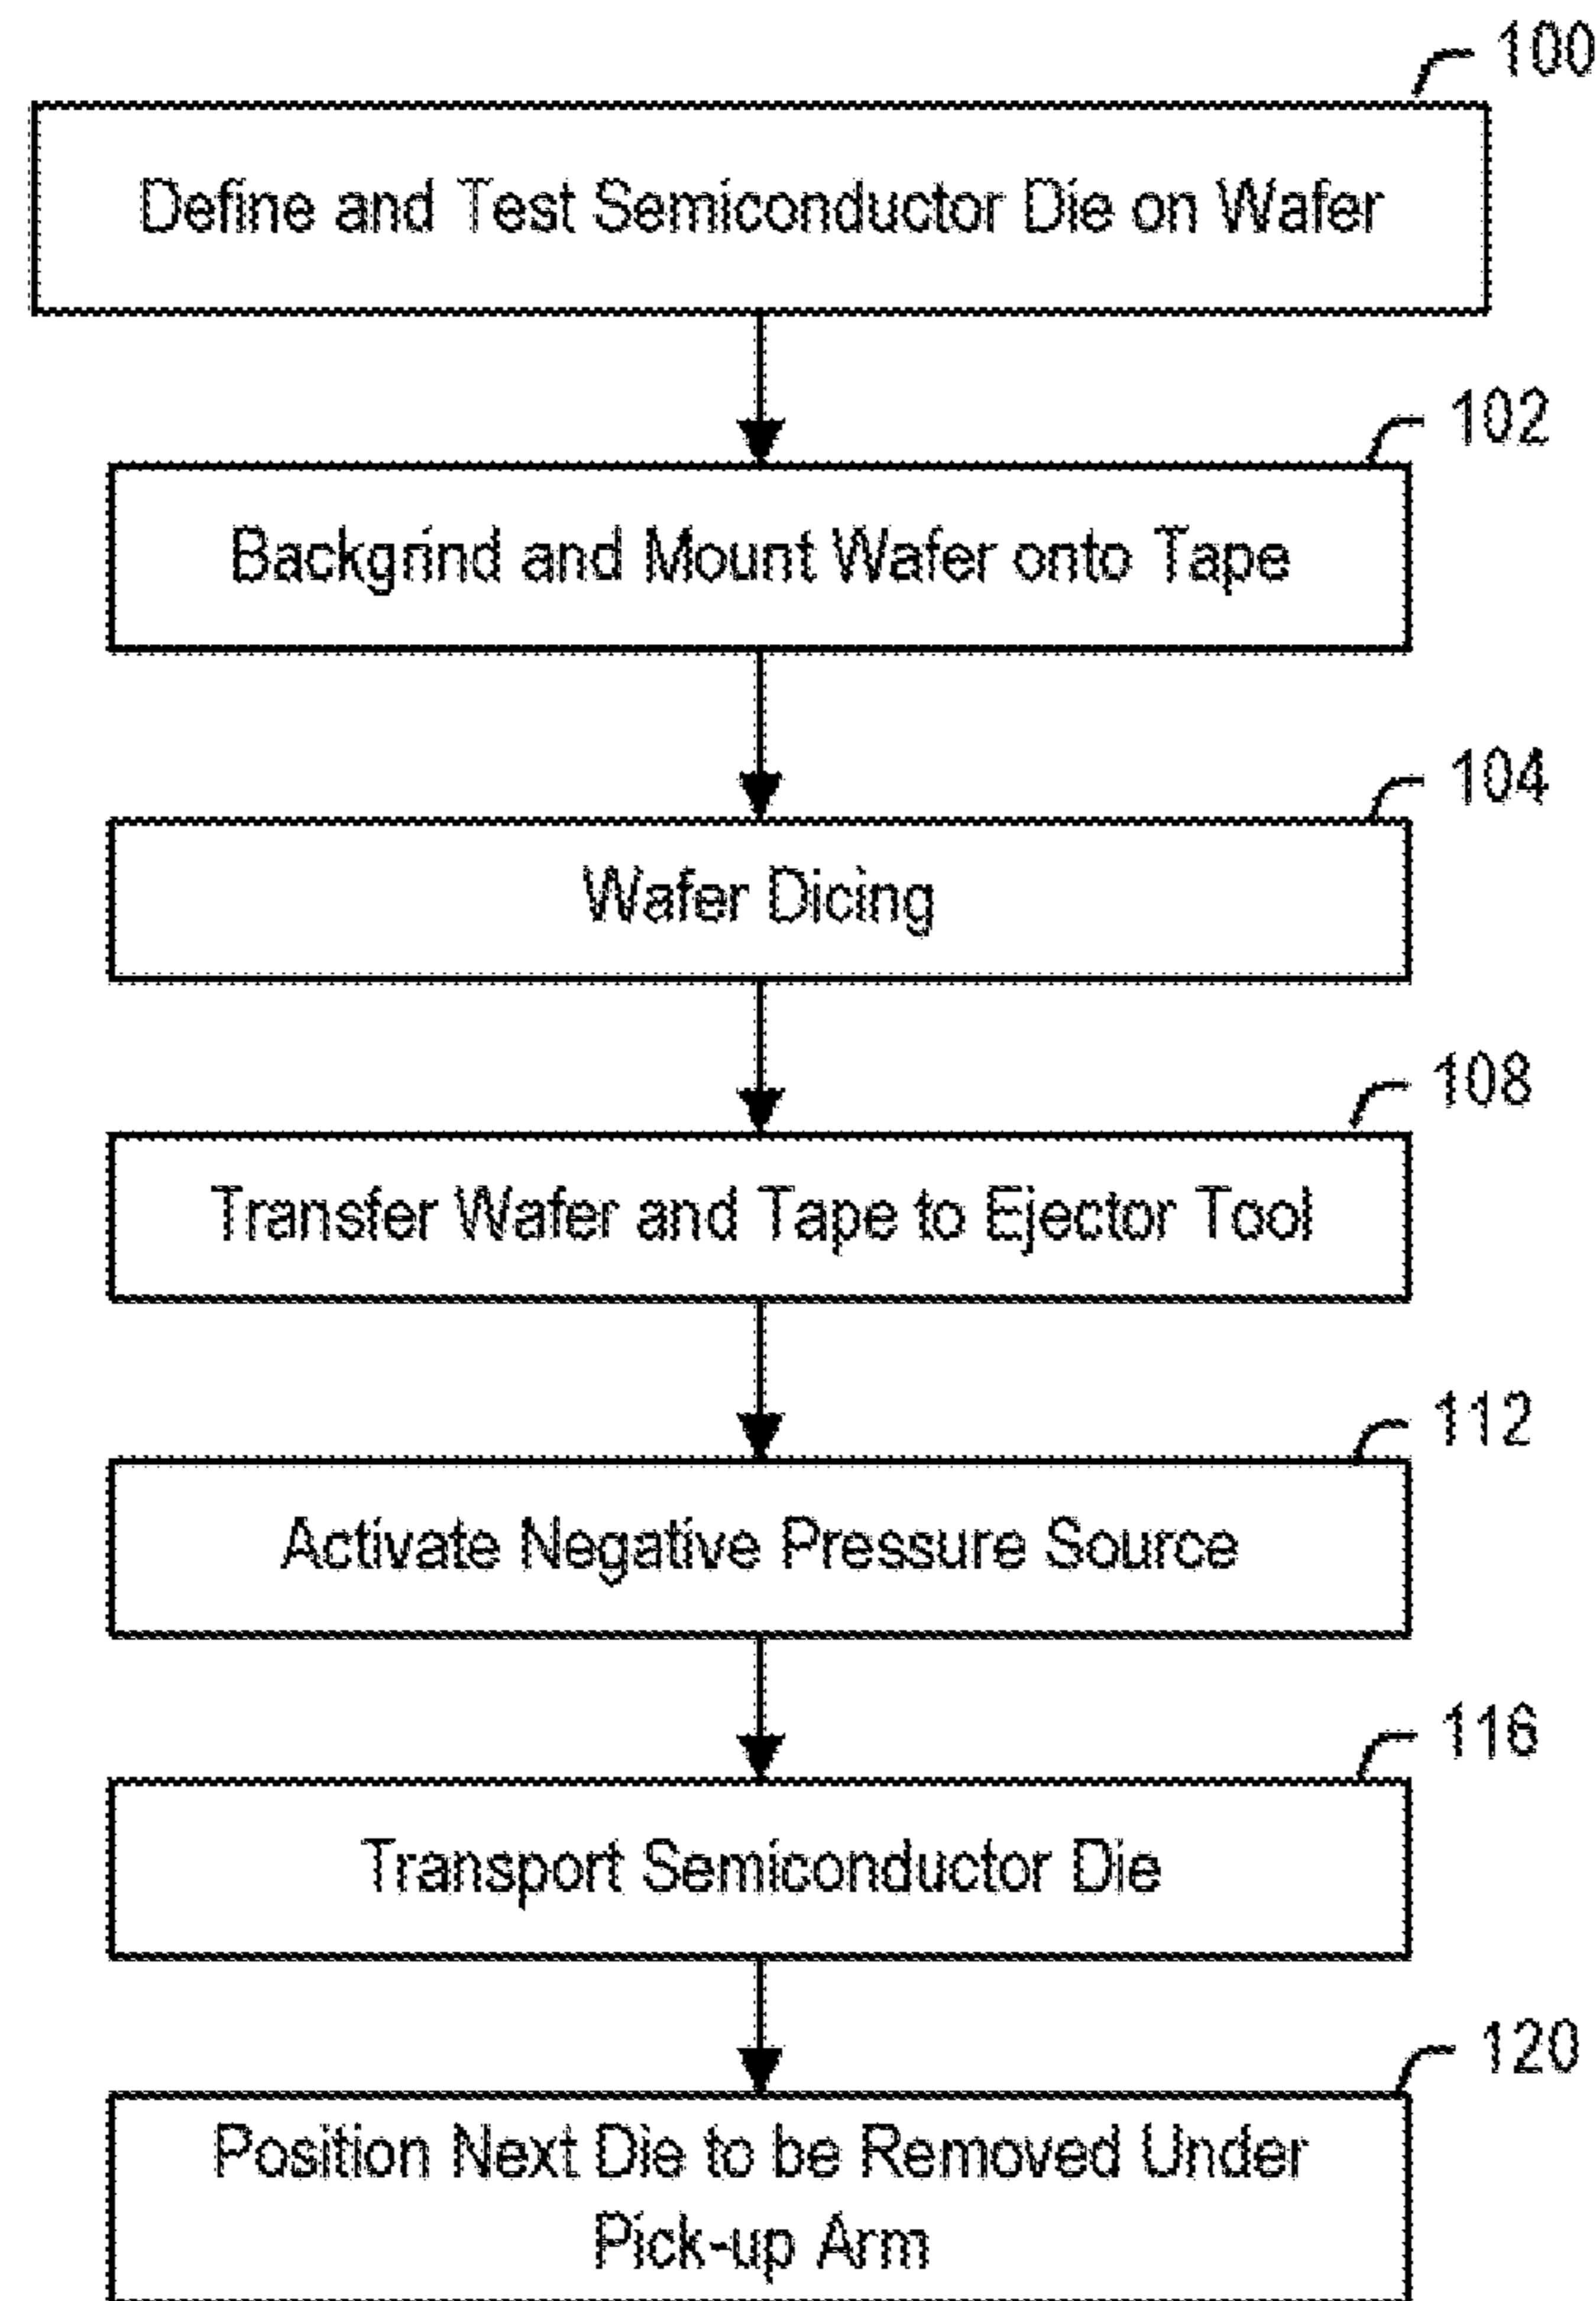 100
Define and Test Semiconductor Die on Wafer
102
Backgrind and Mount Wafer onto Tape
104
Wafer Dicing
108
Transfer Wafer and Tape to Ejector Tool
112
Activate Negative Pressure Source
116
Transport Semiconductor Die
120
Position Next Die to be Removed Under
Pick-up Arm